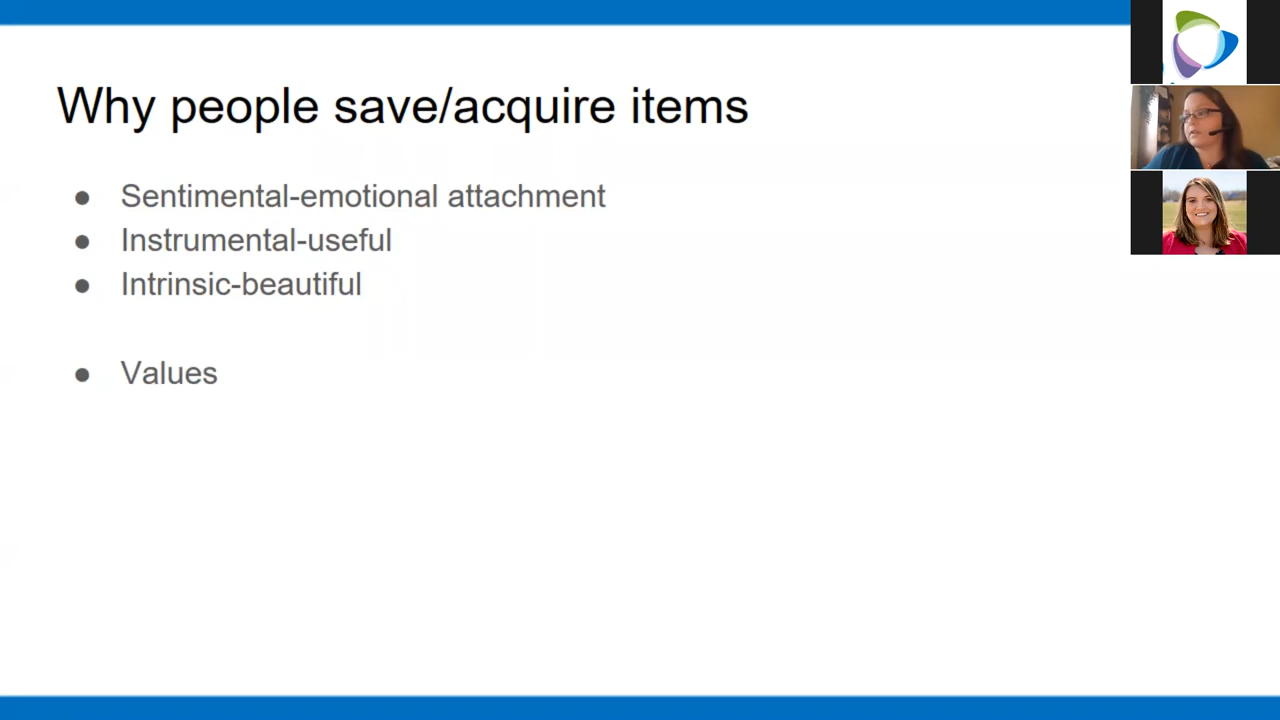 Why people save/acquire items
● Sentimental-emotional attachment
● Instrumental-useful
● Intrinsic-beautiful
● Values